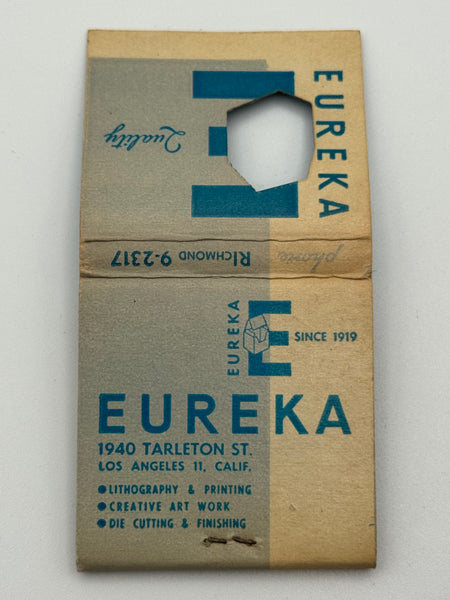 EUREKA
E
Quality
phone RICHMOND 9-2317
EUREKA
E
SINCE 1919
EUREKA
1940 TARLETON ST.
LOS ANGELES 11, CALIF.
● LITHOGRAPHY & PRINTING
● CREATIVE ART WORK
● DIE CUTTING & FINISHING